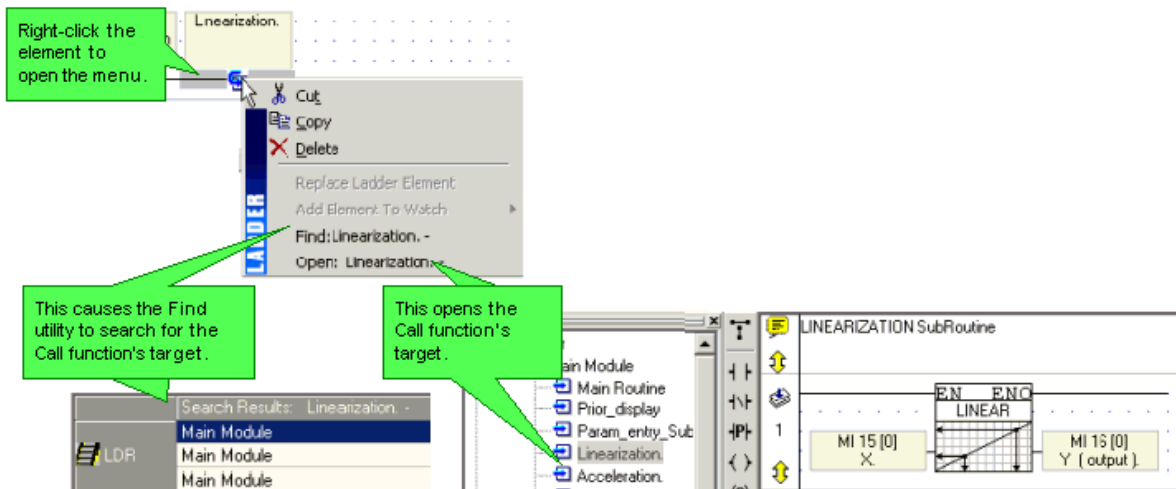 Right-click the
element to
open the menu.
Linearization.
Cut
Copy
Delete
Replace Ladder Element
Add Element To Watch
Find:Linearization. -
Open: Linearization. -
LADDER
This causes the Find
utility to search for the
Call function's target.
This opens the
Call function's
target.
Search Results: Linearization. -
LDR
Main Module
Main Module
Main Module
ain Module
Main Routine
Prior_display
Param_entry_Sub
Linearization.
Acceleration.
P
1
LINEARIZATION SubRoutine
EN ENO
LINEAR
MI 15 [0]
X.
MI 16 [0]
Y ( output ).